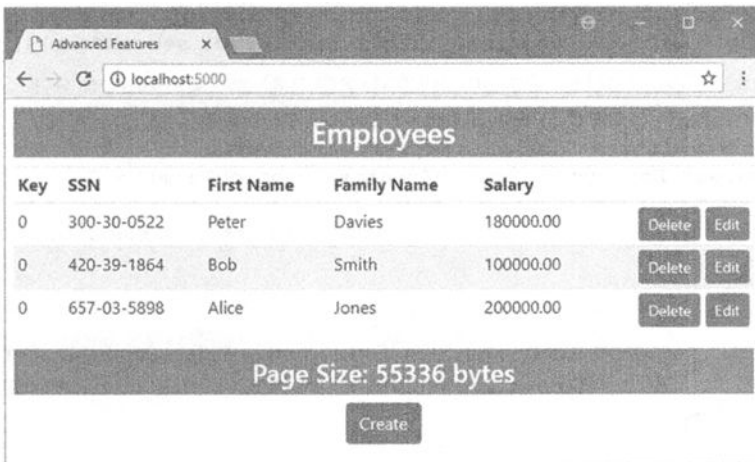 Advanced Features
localhost:5000
Employees
Key SSN First Name Family Name Salary
0 300-30-0522 Peter Davies 180000.00 Delete Edit
0 420-39-1864 Bob Smith 100000.00 Delete Edit
0 657-03-5898 Alice Jones 200000.00 Delete Edit
Page Size: 55336 bytes
Create